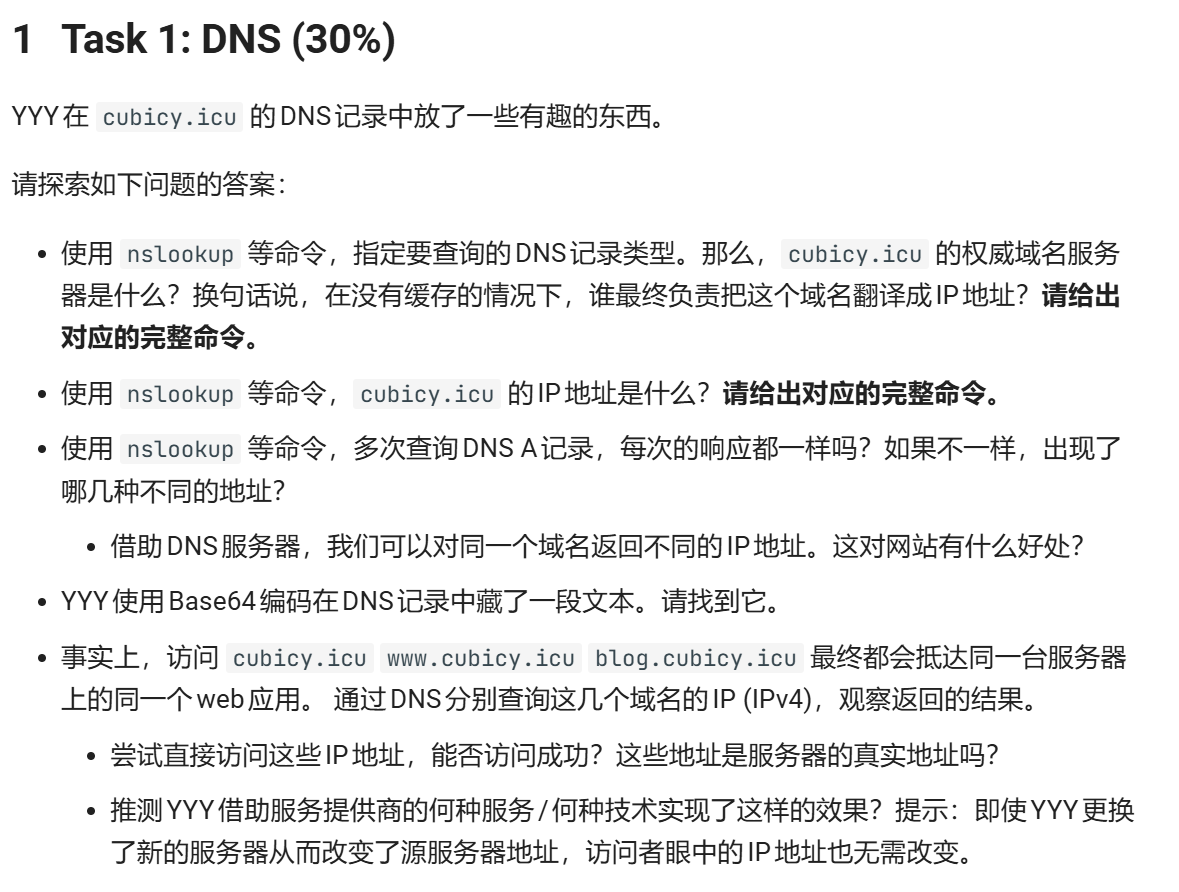 1 Task 1: DNS (30%)
YYY在 cubicy.icu 的DNS记录中放了一些有趣的东西。
请探索如下问题的答案：
• 使用 nslookup 等命令，指定要查询的DNS记录类型。那么， cubicy.icu 的权威域名服务
器是什么？换句话说，在没有缓存的情况下，谁最终负责把这个域名翻译成IP地址？请给出
对应的完整命令。
• 使用 nslookup 等命令， cubicy.icu 的IP地址是什么？请给出对应的完整命令。
• 使用 nslookup 等命令，多次查询DNS A记录，每次的响应都一样吗？如果不一样，出现了
哪几种不同的地址？
• 借助DNS服务器，我们可以对同一个域名返回不同的IP地址。这对网站有什么好处？
• YYY使用Base64编码在DNS记录中藏了一段文本。请找到它。
• 事实上，访问 cubicy.icu www.cubicy.icu blog.cubicy.icu 最终都会抵达同一台服务器
上的同一个web应用。 通过DNS分别查询这几个域名的IP (IPv4)，观察返回的结果。
• 尝试直接访问这些IP地址，能否访问成功？这些地址是服务器的真实地址吗？
• 推测YYY借助服务提供商的何种服务/何种技术实现了这样的效果？提示：即使YYY更换
了新的服务器从而改变了源服务器地址，访问者眼中的IP地址也无需改变。